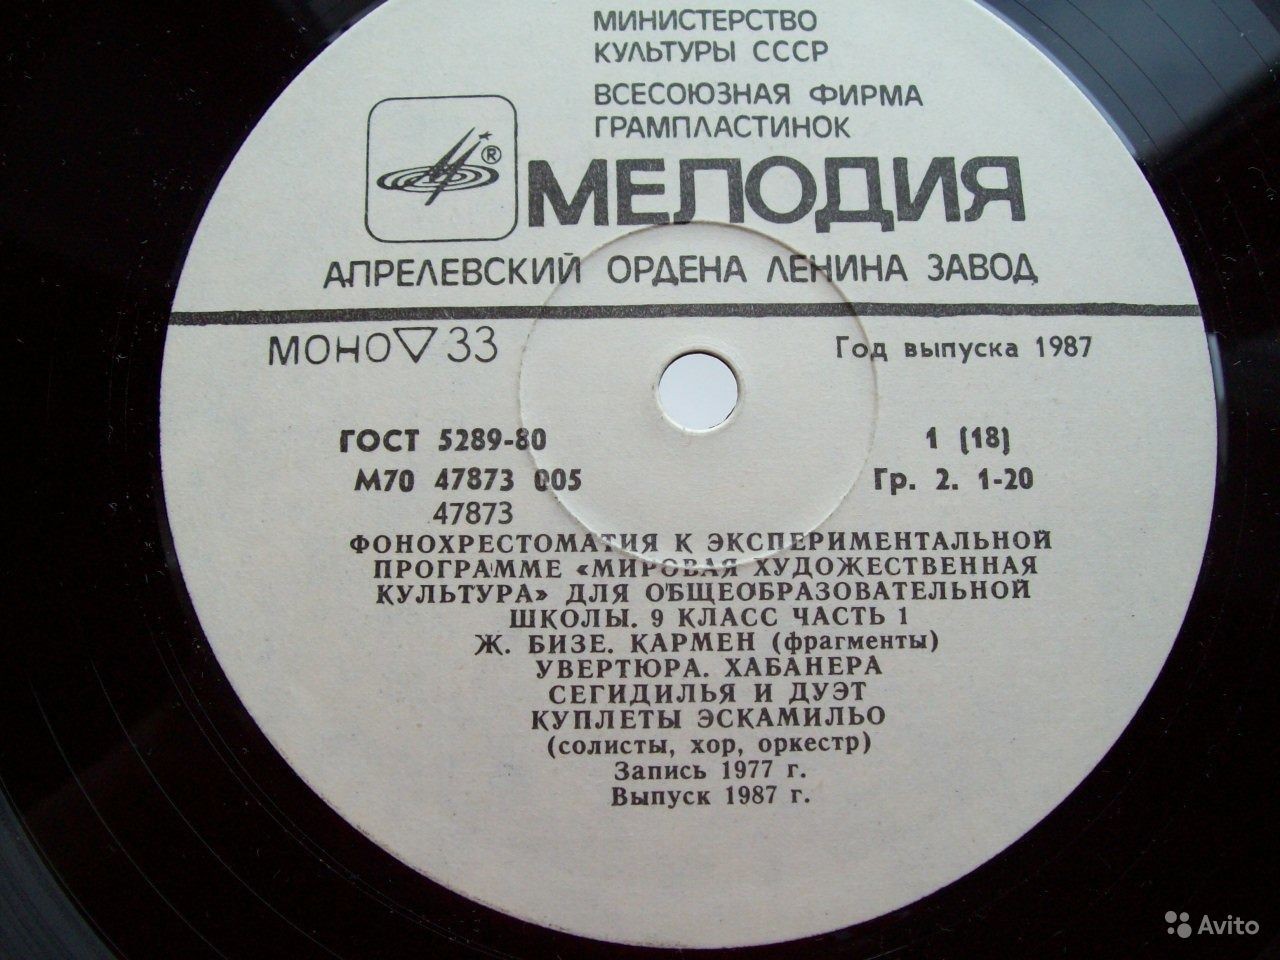 МИНИСТЕРСТВО
КУЛЬТУРЫ СССР
ВСЕСОЮЗНАЯ ФИРМА
ГРАМПЛАСТИНОК
®
МЕЛОДИЯ
АПРЕЛЕВСКИЙ ОРДЕНА ЛЕНИНА ЗАВОД
МОНО 33
Год выпуска 1987
ГОСТ 5289-80
1 (18)
М70 47873 005
Гр. 2. 1-20
47873
ФОНОХРЕСТОМАТИЯ К ЭКСПЕРИМЕНТАЛЬНОЙ
ПРОГРАММЕ «МИРОВАЯ ХУДОЖЕСТВЕННАЯ
КУЛЬТУРА» ДЛЯ ОБЩЕОБРАЗОВАТЕЛЬНОЙ
ШКОЛЫ. 9 КЛАСС ЧАСТЬ 1
Ж. БИЗЕ. КАРМЕН (фрагменты)
УВЕРТЮРА. ХАБАНЕРА
СЕГИДИЛЬЯ И ДУЭТ
КУПЛЕТЫ ЭСКАМИЛЬО
(солисты, хор, оркестр)
Запись 1977 г.
Выпуск 1987 г.
Avito